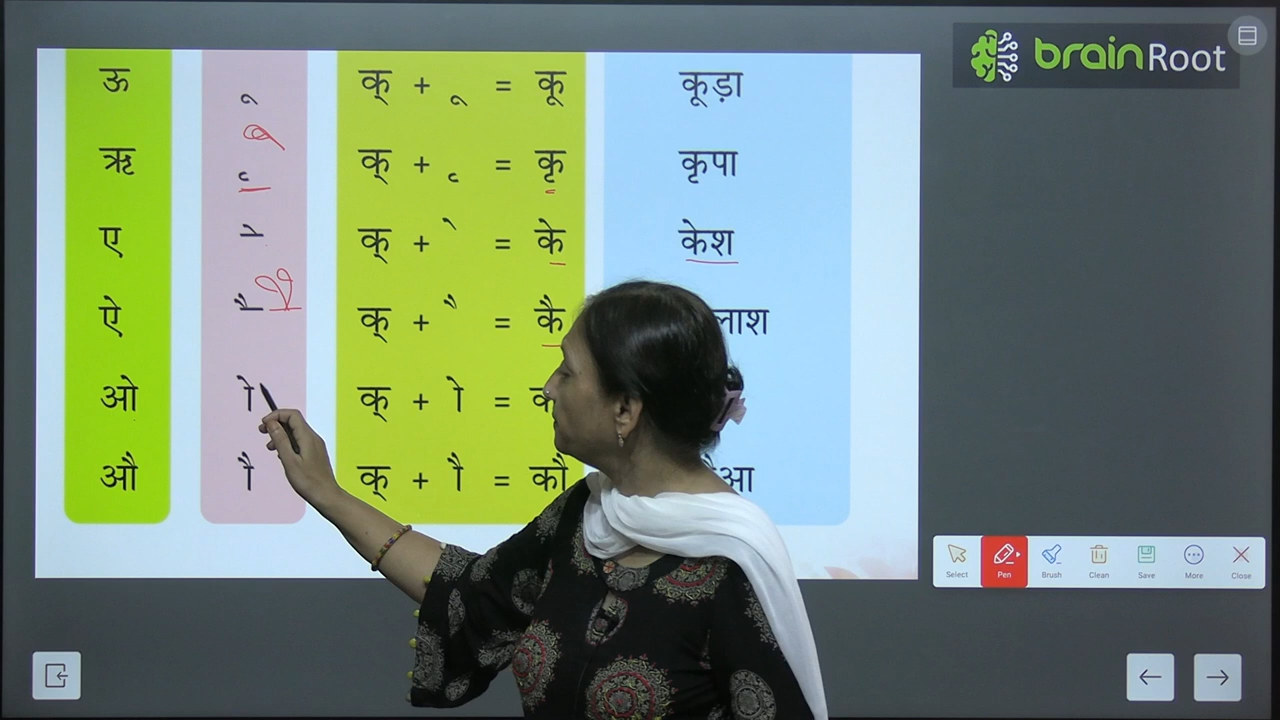 brainRoot
ऊ ू क् + ू = कू कूड़ा
ऋ ृ क् + ृ = कृ कृपा
ए े क् + े = के केश
ऐ ै क् + ै = कै लाश
ओ ो क् + ो =
औ ौ क् + ौ = कौ आ
Select Pen Brush Clean Save More Close